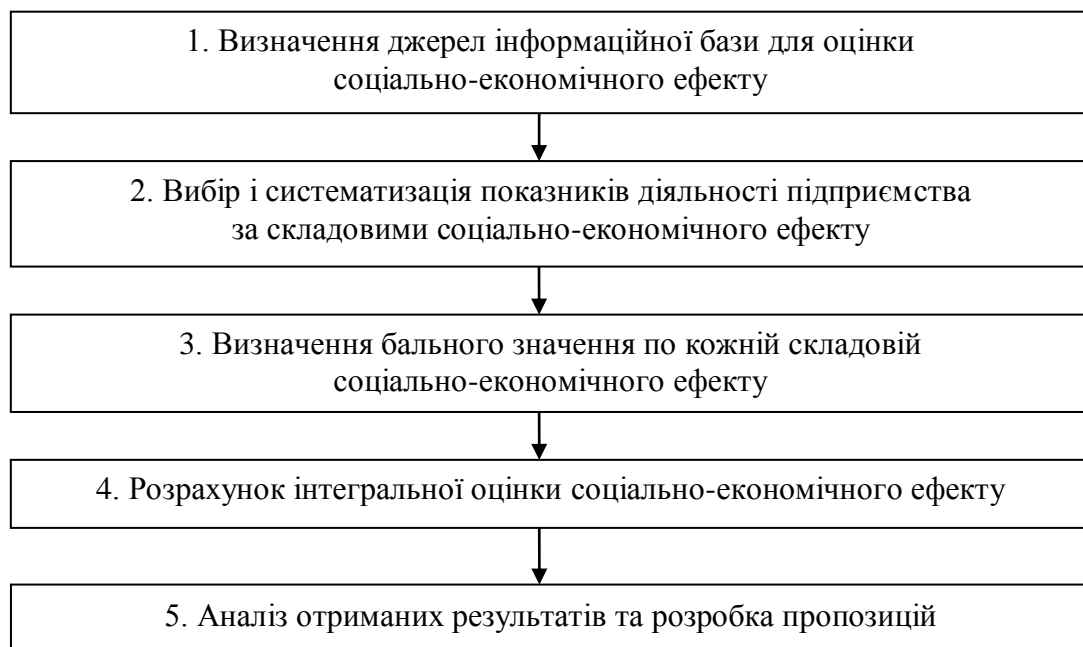 1. Визначення джерел інформаційної бази для оцінки
соціально-економічного ефекту
2. Вибір і систематизація показників діяльності підприємства
за складовими соціально-економічного ефекту
3. Визначення бального значення по кожній складовій
соціально-економічного ефекту
4. Розрахунок інтегральної оцінки соціально-економічного ефекту
5. Аналіз отриманих результатів та розробка пропозицій